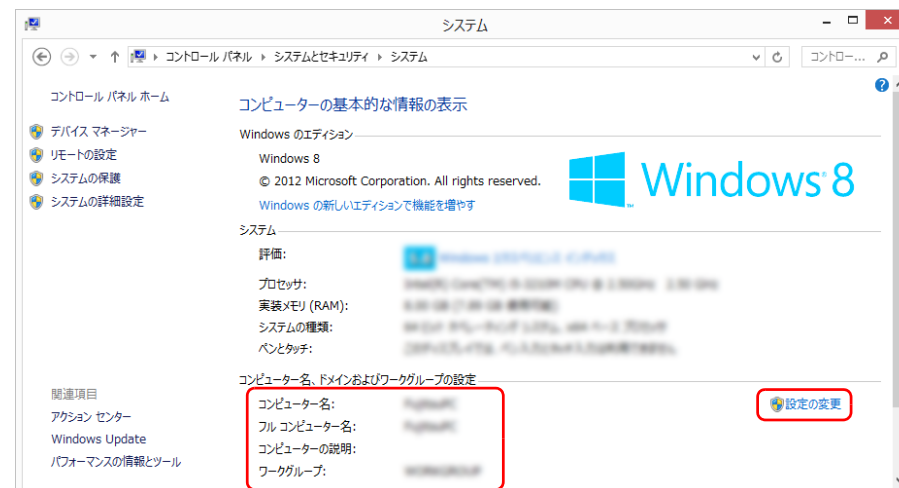 システム
コントロール パネル ▸ システムとセキュリティ ▸ システム
コントロー...
コントロール パネル ホーム
デバイス マネージャー
リモートの設定
システムの保護
システムの詳細設定
コンピューターの基本的な情報の表示
Windows のエディション
Windows 8
© 2012 Microsoft Corporation. All rights reserved.
Windows の新しいエディションで機能を増やす
Windows 8
システム
評価:
プロセッサ:
実装メモリ (RAM):
システムの種類:
ペンとタッチ:
コンピューター名、ドメインおよびワークグループの設定
コンピューター名:
フル コンピューター名:
コンピューターの説明:
ワークグループ:
設定の変更
関連項目
アクション センター
Windows Update
パフォーマンスの情報とツール